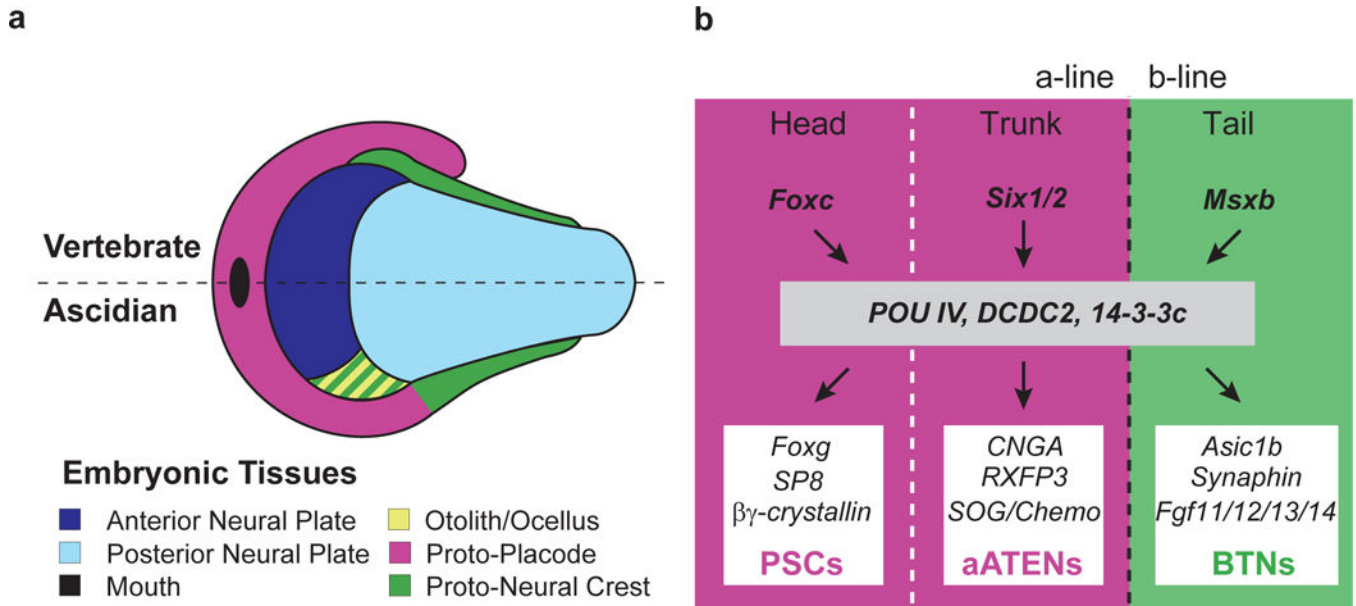 a
Vertebrate
Ascidian
Embryonic Tissues
Anterior Neural Plate
Posterior Neural Plate
Mouth
Otolith/Ocellus
Proto-Placode
Proto-Neural Crest
b
a-line b-line
Head Trunk Tail
Foxc Six1/2 Msxb
POU IV, DCDC2, 14-3-3c
Foxg
SP8
βγ-crystallin
PSCs
CNGA
RXFP3
SOG/Chemo
aATENs
Asic1b
Synaphin
Fgf11/12/13/14
BTNs